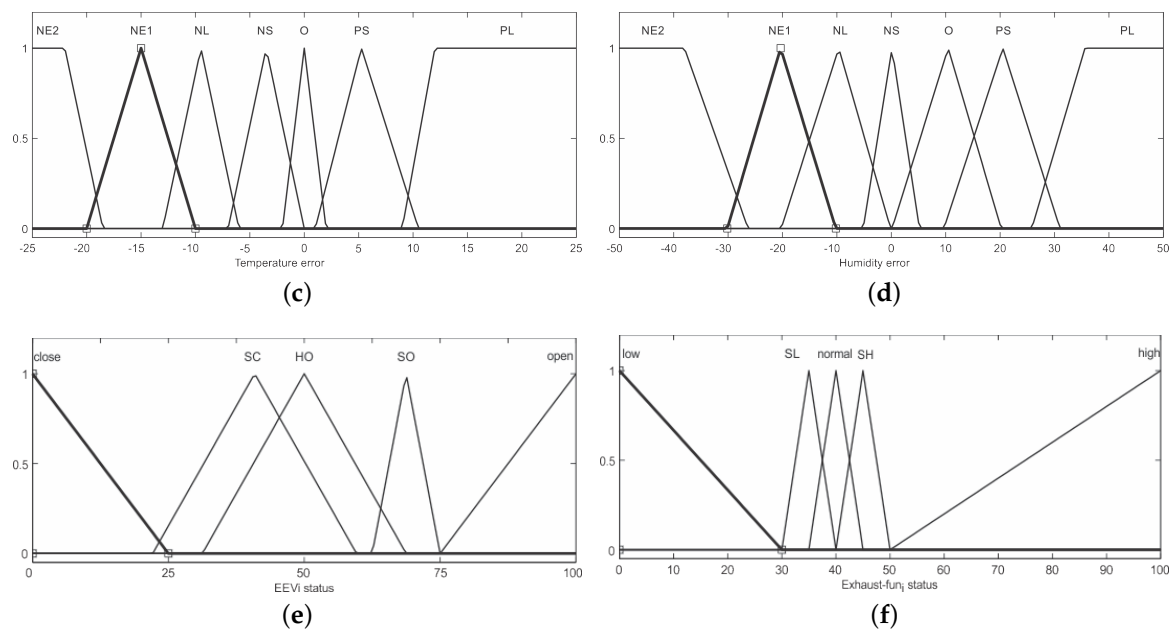 NE2 NE1 NL NS O PS PL
1
0.5
0
-25 -20 -15 -10 -5 0 5 10 15 20 25
Temperature error
(c)
NE2 NE1 NL NS O PS PL
1
0.5
0
-50 -40 -30 -20 -10 0 10 20 30 40 50
Humidity error
(d)
close SC HO SO open
1
0.5
0
0 25 50 75 100
EEVi status
(e)
low SL normal SH high
1
0.5
0
0 10 20 30 40 50 60 70 80 90 100
Exhaust-fun i status
(f)